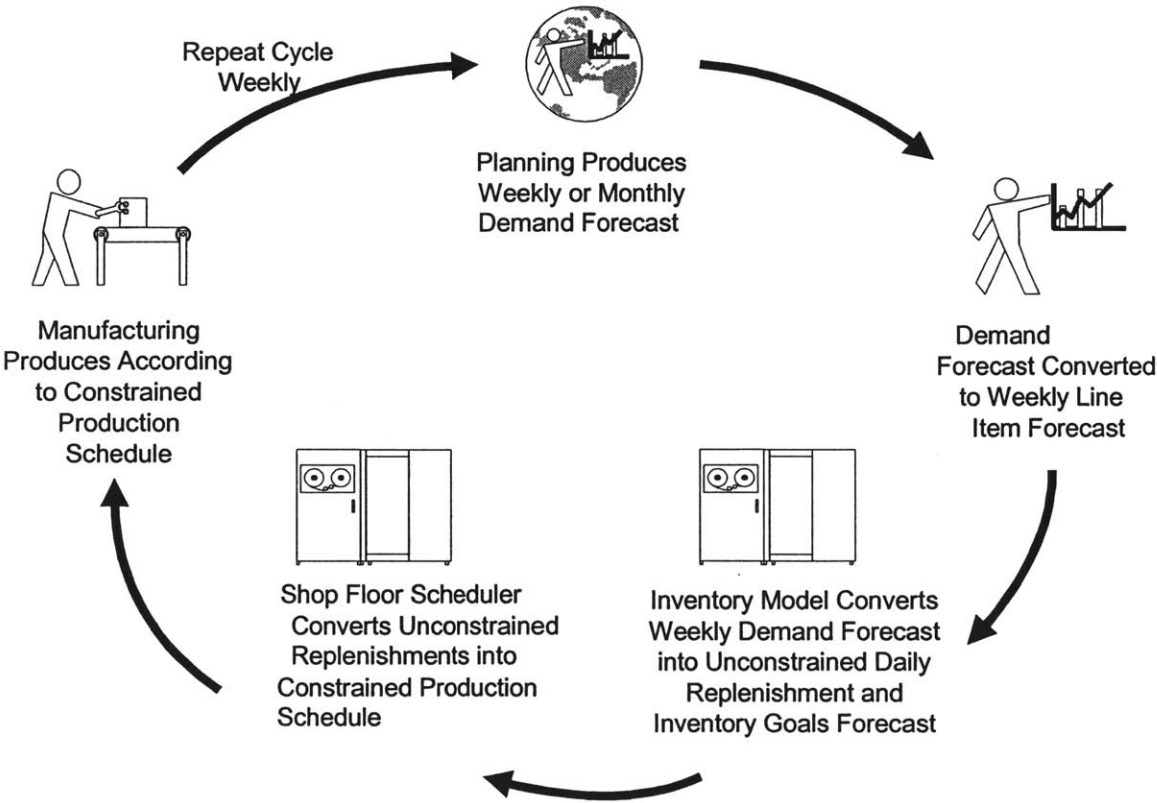 Repeat Cycle
Weekly
Planning Produces
Weekly or Monthly
Demand Forecast
Demand
Forecast Converted
to Weekly Line
Item Forecast
Inventory Model Converts
Weekly Demand Forecast
into Unconstrained Daily
Replenishment and
Inventory Goals Forecast
Shop Floor Scheduler
Converts Unconstrained
Replenishments into
Constrained Production
Schedule
Manufacturing
Produces According
to Constrained
Production
Schedule